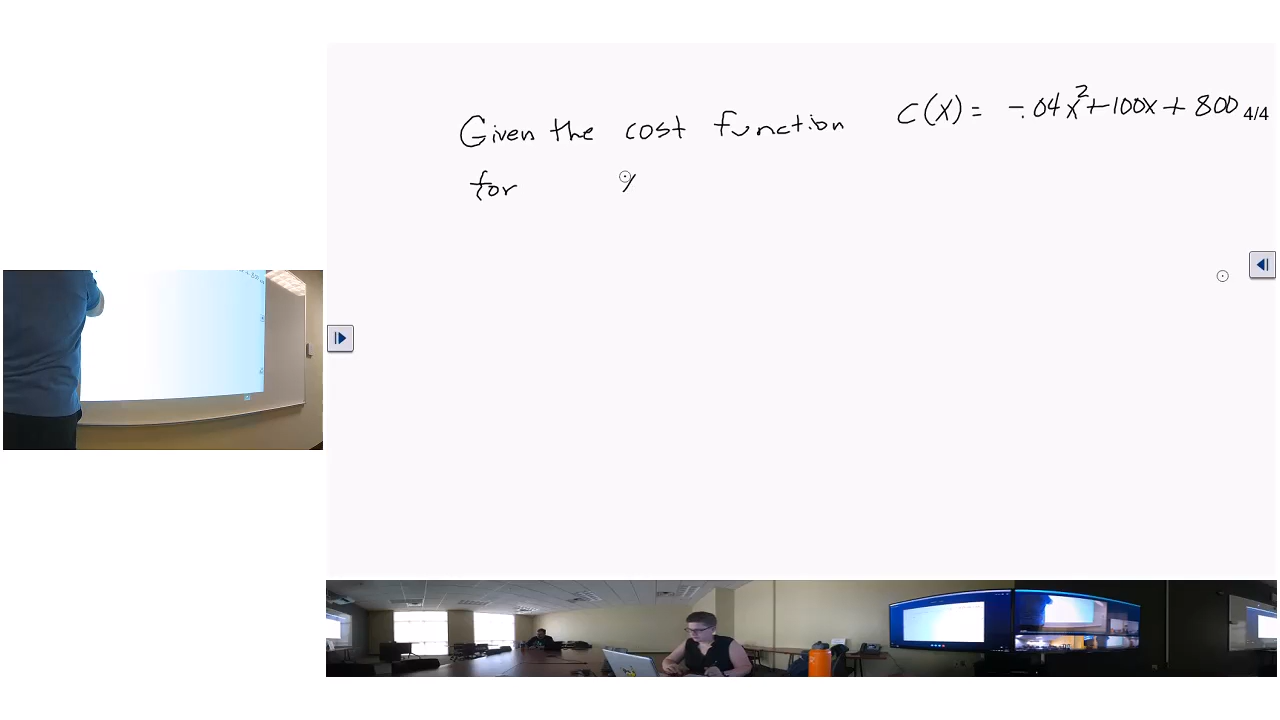 Given the cost function C(X) = -.04x²+100x + 800
4/4
for x